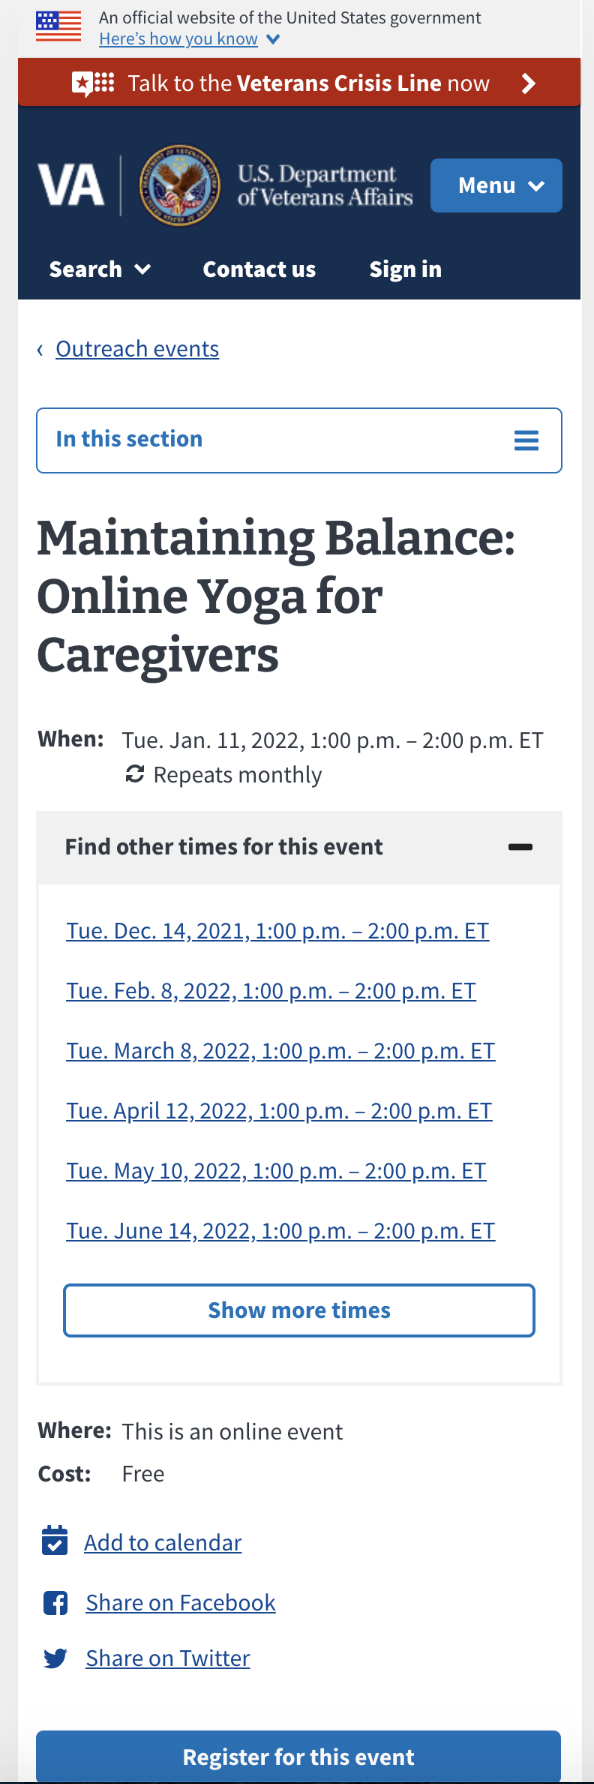 An official website of the United States government
Here's how you know
Talk to the Veterans Crisis Line now
VA
U.S. Department
of Veterans Affairs
Menu
Search
Contact us
Sign in
‹ Outreach events
In this section
Maintaining Balance:
Online Yoga for
Caregivers
When: Tue. Jan. 11, 2022, 1:00 p.m. – 2:00 p.m. ET
Repeats monthly
Find other times for this event
Tue. Dec. 14, 2021, 1:00 p.m. – 2:00 p.m. ET
Tue. Feb. 8, 2022, 1:00 p.m. – 2:00 p.m. ET
Tue. March 8, 2022, 1:00 p.m. – 2:00 p.m. ET
Tue. April 12, 2022, 1:00 p.m. – 2:00 p.m. ET
Tue. May 10, 2022, 1:00 p.m. – 2:00 p.m. ET
Tue. June 14, 2022, 1:00 p.m. – 2:00 p.m. ET
Show more times
Where: This is an online event
Cost: Free
Add to calendar
Share on Facebook
Share on Twitter
Register for this event